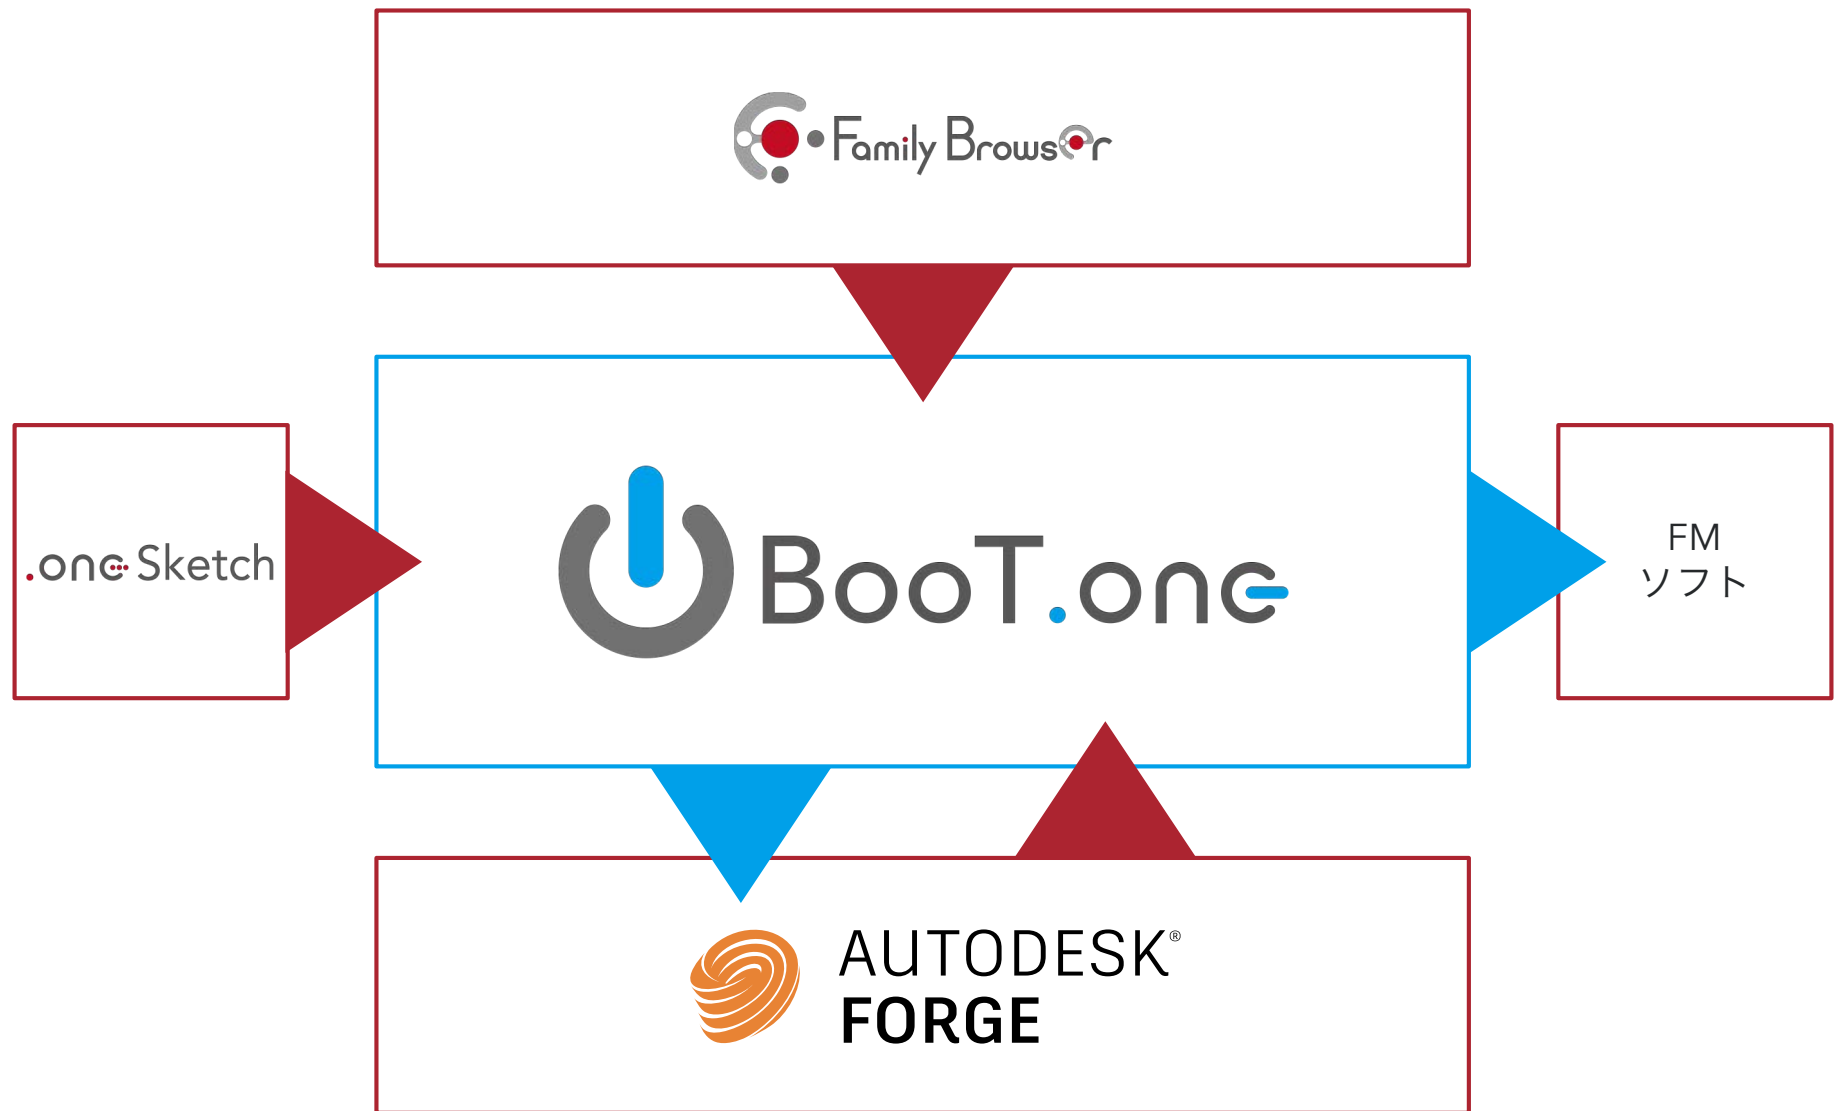 Family Browser
.one Sketch
BooT.one
FM
ソフト
AUTODESK®
FORGE